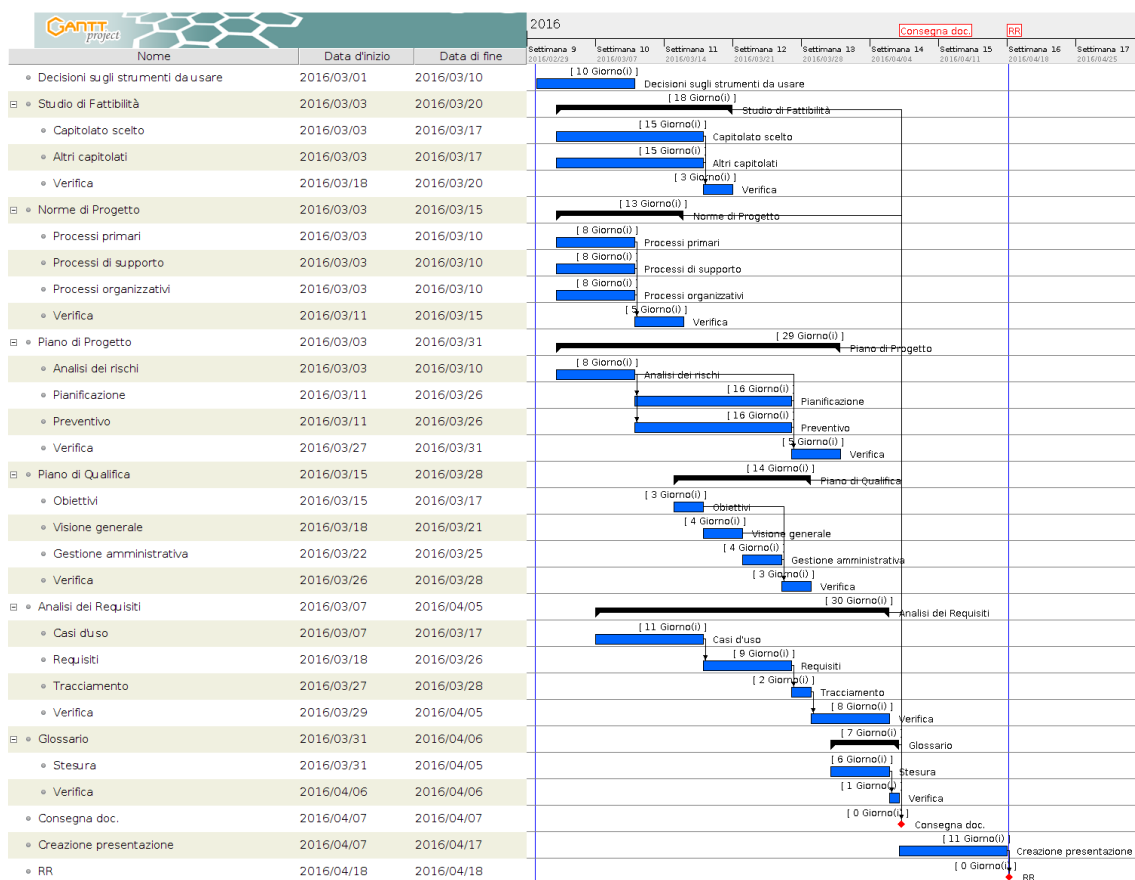 GANTT project
2016
Consegna doc.
RR
Nome Data d'inizio Data di fine
Settimana 9 Settimana 10 Settimana 11 Settimana 12 Settimana 13 Settimana 14 Settimana 15 Settimana 16 Settimana 17
2016/02/29 2016/03/07 2016/03/14 2016/03/21 2016/03/28 2016/04/04 2016/04/11 2016/04/18 2016/04/25
Decisioni sugli strumenti da usare 2016/03/01 2016/03/10 [ 10 Giorno(i) ] Decisioni sugli strumenti da usare
Studio di Fattibilità 2016/03/03 2016/03/20 [ 18 Giorno(i) ] Studio di Fattibilità
Capitolato scelto 2016/03/03 2016/03/17 [ 15 Giorno(i) ] Capitolato scelto
Altri capitolati 2016/03/03 2016/03/17 [ 15 Giorno(i) ] Altri capitolati
Verifica 2016/03/18 2016/03/20 [ 3 Giorno(i) ] Verifica
Norme di Progetto 2016/03/03 2016/03/15 [ 13 Giorno(i) ] Norme di Progetto
Processi primari 2016/03/03 2016/03/10 [ 8 Giorno(i) ] Processi primari
Processi di supporto 2016/03/03 2016/03/10 [ 8 Giorno(i) ] Processi di supporto
Processi organizzativi 2016/03/03 2016/03/10 [ 8 Giorno(i) ] Processi organizzativi
Verifica 2016/03/11 2016/03/15 [ 5 Giorno(i) ] Verifica
Piano di Progetto 2016/03/03 2016/03/31 [ 29 Giorno(i) ] Piano di Progetto
Analisi dei rischi 2016/03/03 2016/03/10 [ 8 Giorno(i) ] Analisi dei rischi
Pianificazione 2016/03/11 2016/03/26 [ 16 Giorno(i) Pianificazione
Preventivo 2016/03/11 2016/03/26 [ 16 Giorno(i) Preventivo
Verifica 2016/03/27 2016/03/31 [ 5 Giorno(i) ] Verifica
Piano di Qualifica 2016/03/15 2016/03/28 [ 14 Giorno(i) ] Piano di Qualifica
Obiettivi 2016/03/15 2016/03/17 [ 3 Giorno(i) ] Obiettivi
Visione generale 2016/03/18 2016/03/21 [ 4 Giorno(i) ] Visione generale
Gestione amministrativa 2016/03/22 2016/03/25 [ 4 Giorno(i) ] Gestione amministrativa
Verifica 2016/03/26 2016/03/28 [ 3 Giorno(i) ] Verifica
Analisi dei Requisiti 2016/03/07 2016/04/05 [ 30 Giorno(i) ] Analisi dei Requisiti
Casi d'uso 2016/03/07 2016/03/17 [ 11 Giorno(i) ] Casi d'uso
Requisiti 2016/03/18 2016/03/26 [ 9 Giorno(i) ] Requisiti
Tracciamento 2016/03/27 2016/03/28 [ 2 Giorno(i) ] Tracciamento
Verifica 2016/03/29 2016/04/05 [ 8 Giorno(i) ] Verifica
Glossario 2016/03/31 2016/04/06 [ 7 Giorno(i) ] Glossario
Stesura 2016/03/31 2016/04/05 [ 6 Giorno(i) ] Stesura
Verifica 2016/04/06 2016/04/06 [ 1 Giorno(i) ] Verifica
Consegna doc. 2016/04/07 2016/04/07 [ 0 Giorno(i) ] Consegna doc.
Creazione presentazione 2016/04/07 2016/04/17 [ 11 Giorno(i) ] Creazione presentazione
RR 2016/04/18 2016/04/18 [ 0 Giorno(i) ] RR